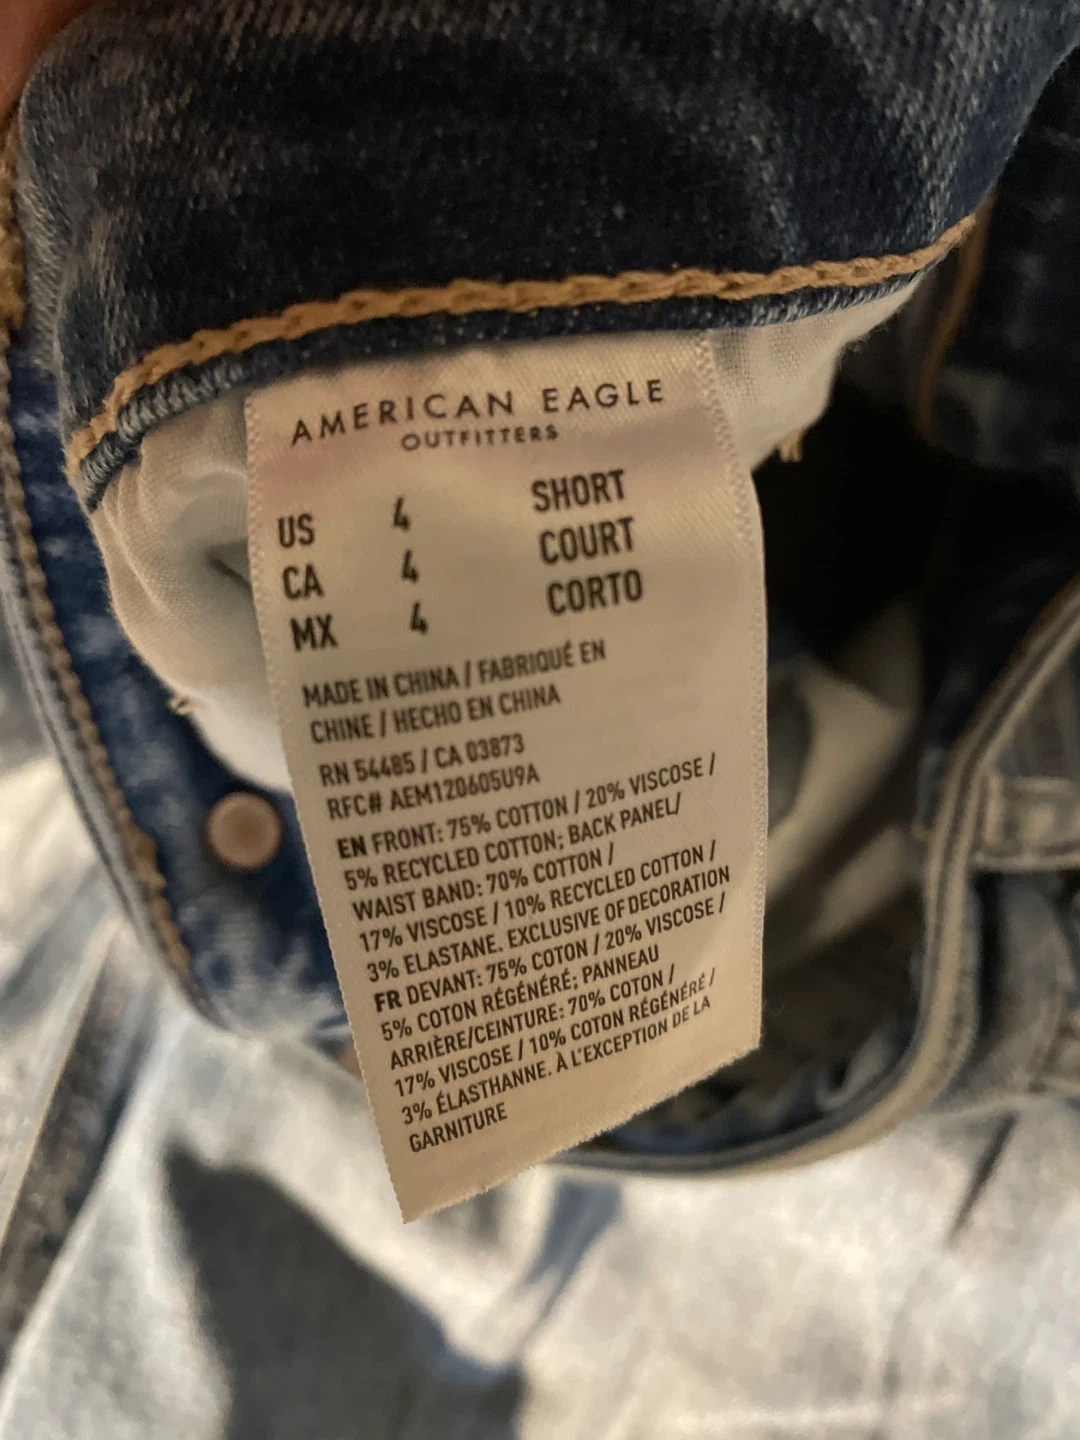 AMERICAN EAGLE
OUTFITTERS
US 4 SHORT
CA 4 COURT
MX 4 CORTO
MADE IN CHINA / FABRIQUÉ EN
CHINE / HECHO EN CHINA
RN 54485 / CA 03873
RFC# AEM120605U9A
EN FRONT: 75% COTTON / 20% VISCOSE /
5% RECYCLED COTTON; BACK PANEL/
WAIST BAND: 70% COTTON /
17% VISCOSE / 10% RECYCLED COTTON /
3% ELASTANE. EXCLUSIVE OF DECORATION
FR DEVANT: 75% COTON / 20% VISCOSE /
5% COTON RÉGÉNÉRÉ; PANNEAU
ARRIÈRE/CEINTURE: 70% COTON /
17% VISCOSE / 10% COTON RÉGÉNÉRÉ /
3% ÉLASTHANNE. À L'EXCEPTION DE LA
GARNITURE